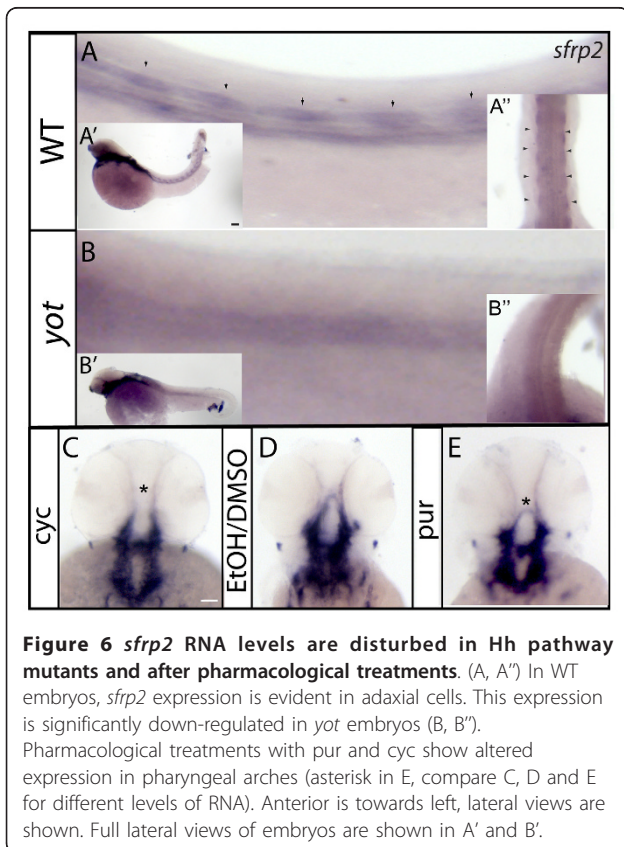 A
sfrp2
WT
A'
A"
B
yot
B'
B"
cyc
C
*
EtOH/DMSO
D
pur
E
*
Figure 6 sfrp2 RNA levels are disturbed in Hh pathway
mutants and after pharmacological treatments. (A, A") In WT
embryos, sfrp2 expression is evident in adaxial cells. This expression
is significantly down-regulated in yot embryos (B, B").
Pharmacological treatments with pur and cyc show altered
expression in pharyngeal arches (asterisk in E, compare C, D and E
for different levels of RNA). Anterior is towards left, lateral views are
shown. Full lateral views of embryos are shown in A' and B'.